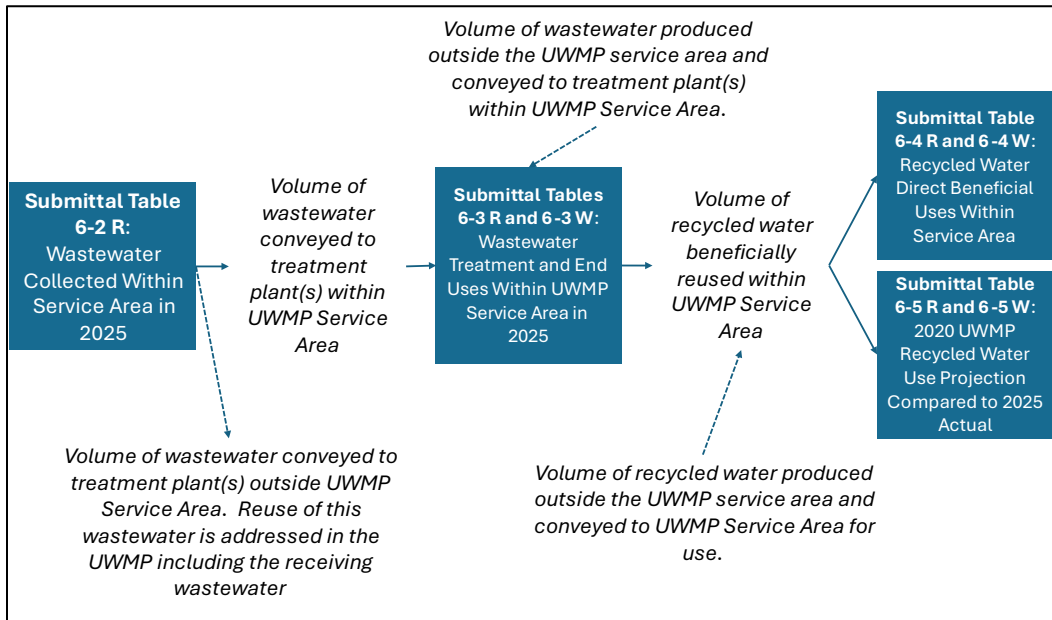 Volume of wastewater produced
outside the UWMP service area and
conveyed to treatment plant(s)
within UWMP Service Area.
Submittal Table
6-2 R:
Wastewater
Collected Within
Service Area in
2025
Volume of
wastewater
conveyed to
treatment
plant(s) within
UWMP Service
Area
Submittal Tables
6-3 R and 6-3 W:
Wastewater
Treatment and End
Uses Within UWMP
Service Area in
2025
Volume of
recycled water
beneficially
reused within
UWMP Service
Area
Submittal Table
6-4 R and 6-4 W:
Recycled Water
Direct Beneficial
Uses Within
Service Area
Submittal Table
6-5 R and 6-5 W:
2020 UWMP
Recycled Water
Use Projection
Compared to 2025
Actual
Volume of wastewater conveyed to
treatment plant(s) outside UWMP
Service Area. Reuse of this
wastewater is addressed in the
UWMP including the receiving
wastewater
Volume of recycled water produced
outside the UWMP service area and
conveyed to UWMP Service Area for
use.